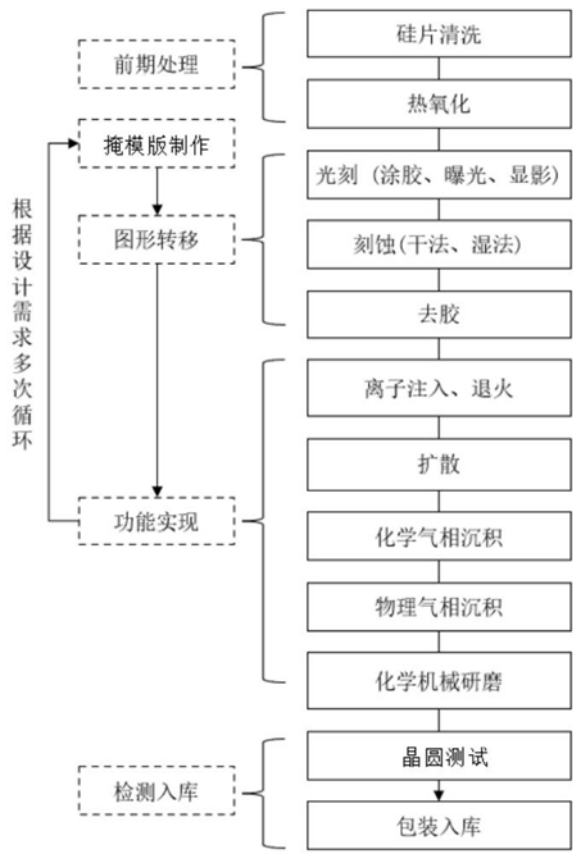 硅片清洗
前期处理
热氧化
掩模版制作
光刻（涂胶、曝光、显影）
图形转移
刻蚀(干法、湿法)
去胶
根据设计需求多次循环
离子注入、退火
扩散
功能实现
化学气相沉积
物理气相沉积
化学机械研磨
晶圆测试
检测入库
包装入库